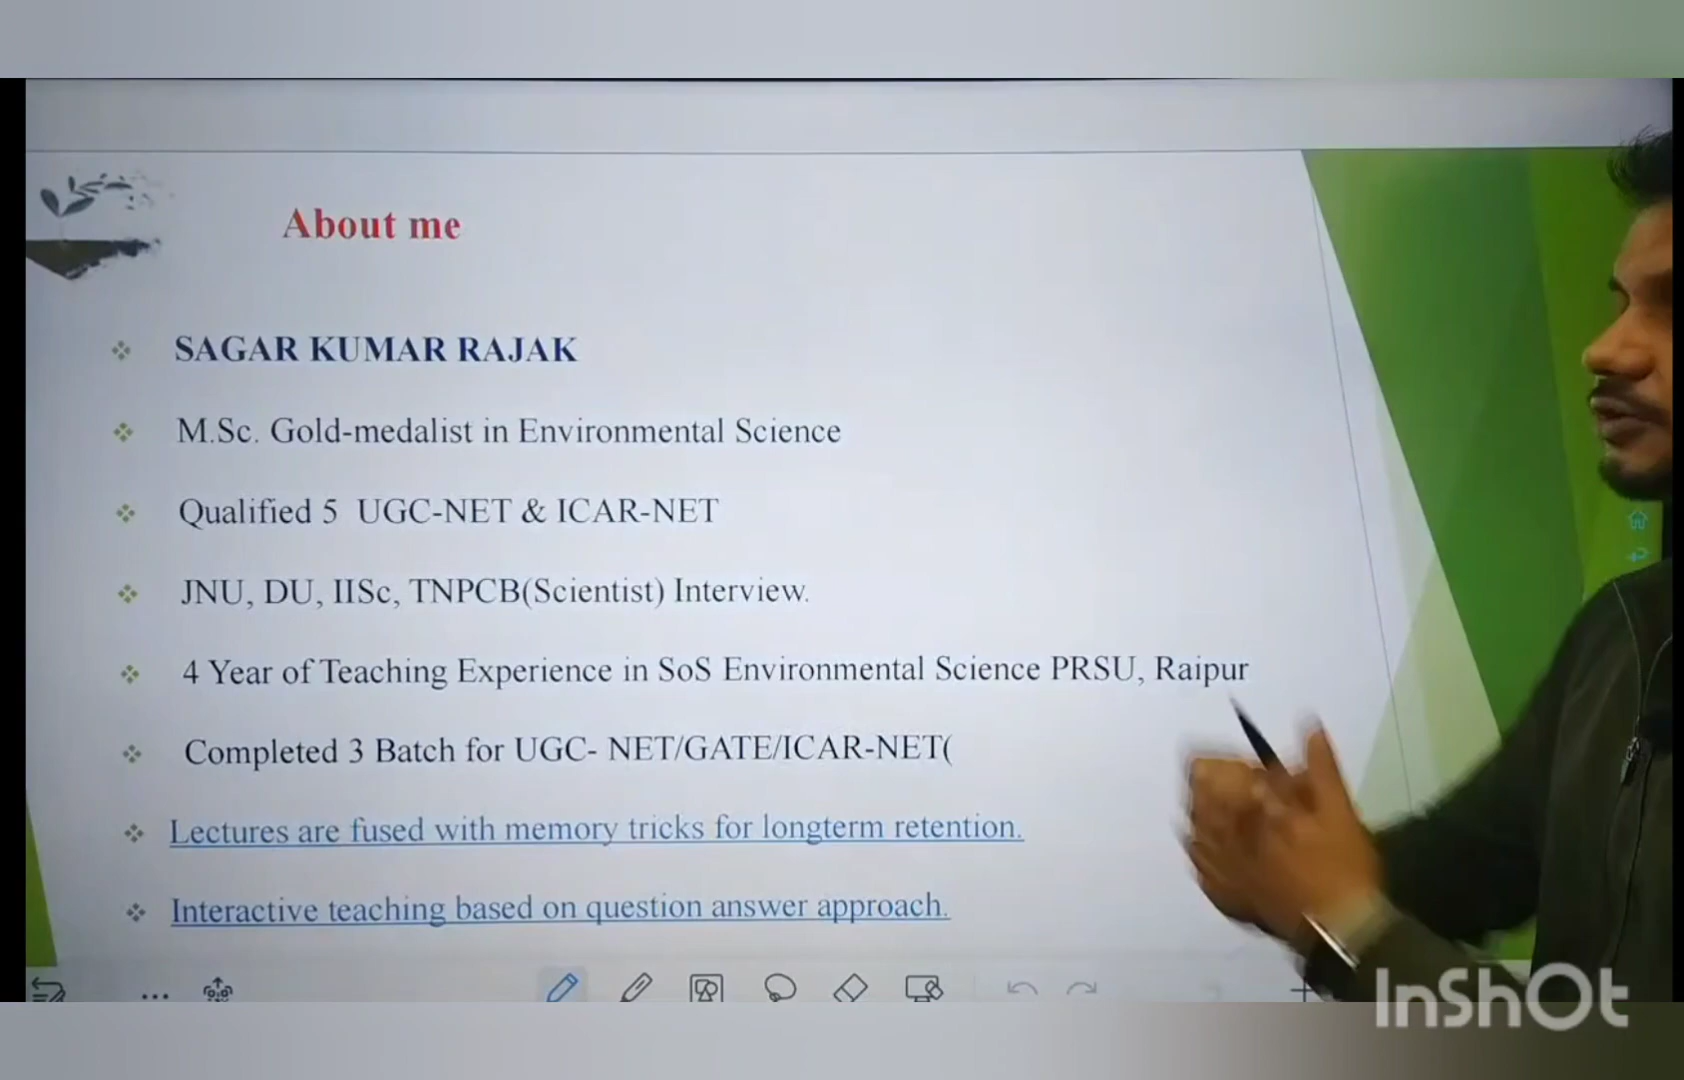 About me
SAGAR KUMAR RAJAK
M.Sc. Gold-medalist in Environmental Science
Qualified 5 UGC-NET & ICAR-NET
JNU, DU, IISc, TNPCB(Scientist) Interview.
4 Year of Teaching Experience in SoS Environmental Science PRSU, Raipur
Completed 3 Batch for UGC- NET/GATE/ICAR-NET(
Lectures are fused with memory tricks for longterm retention.
Interactive teaching based on question answer approach.
InShOt